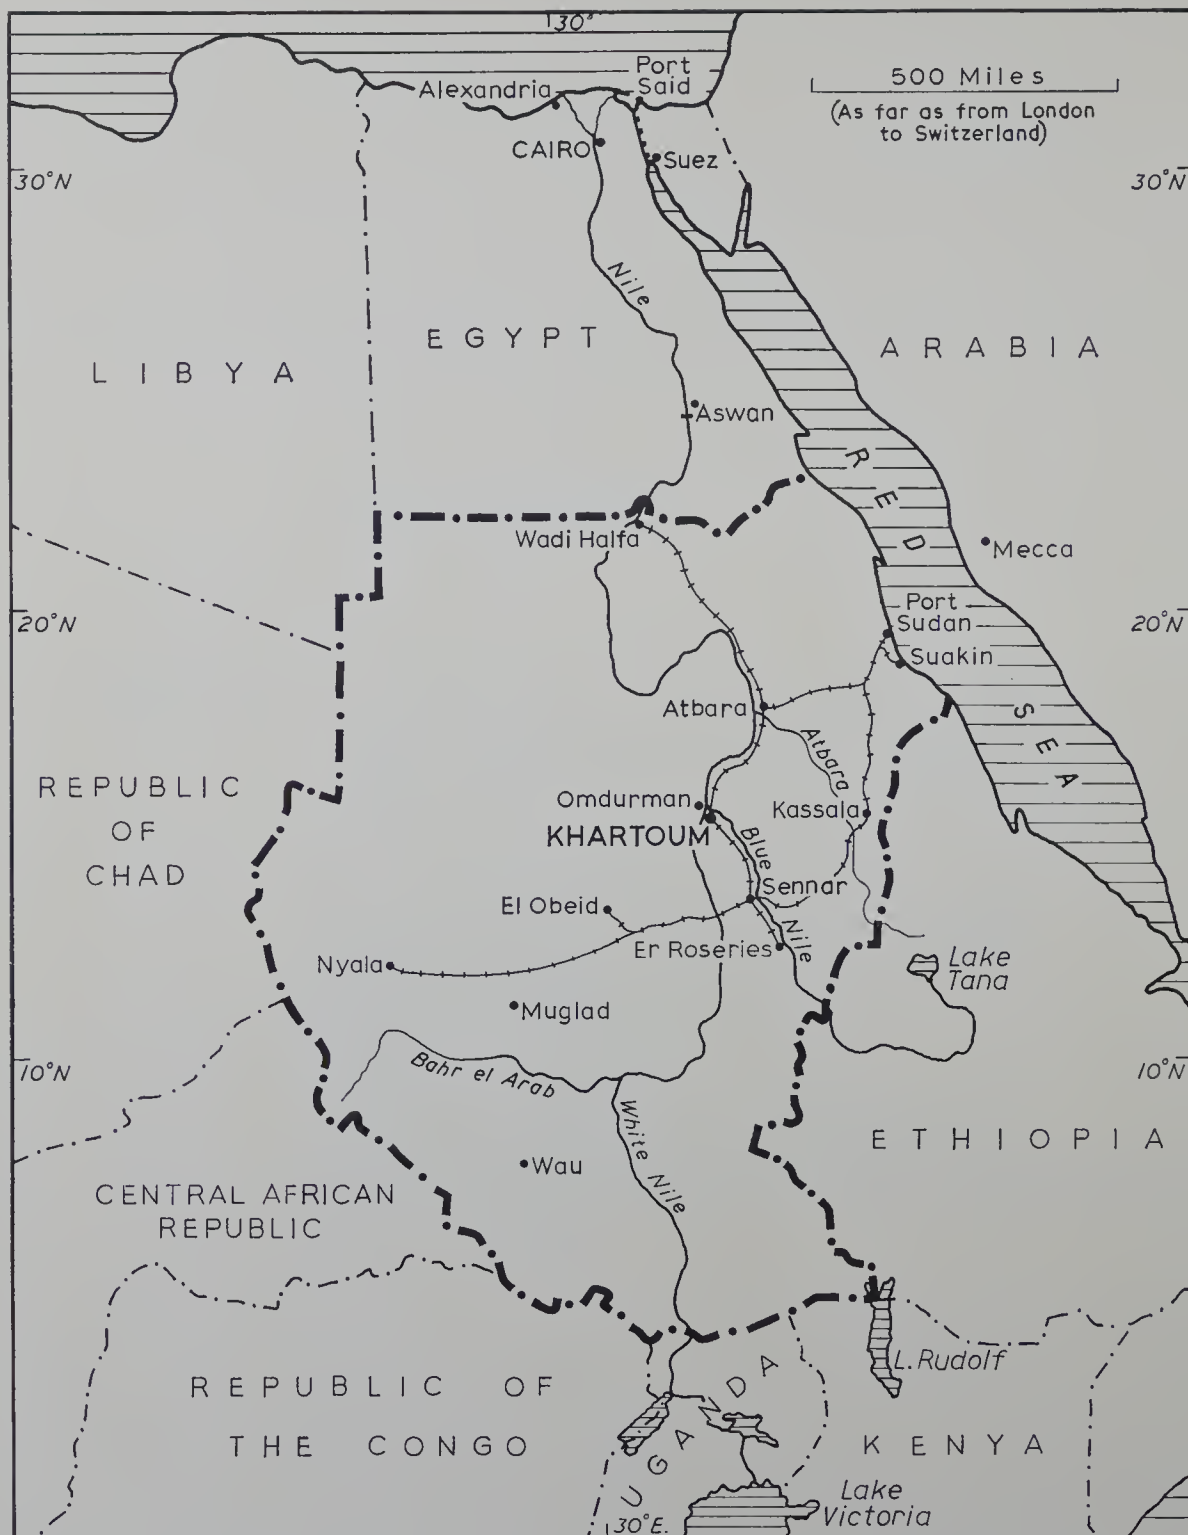 30°
Port
Said
Alexandria
500 Miles
(As far as from London
to Switzerland)
CAIRO
Suez
30°N
30°N
Nile
EGYPT
ARABIA
LIBYA
Aswan
RED
Wadi Halfa
Mecca
Port
Sudan
20°N
20°N
Suakin
SEA
Atbara
Atbara
REPUBLIC
OF
CHAD
Omdurman
Kassala
KHARTOUM
Blue
Sennar
El Obeid
Nile
Er Roseries
Lake
Tana
Nyala
Muglad
Bahr el Arab
10°N
10°N
White
Nile
ETHIOPIA
Wau
CENTRAL AFRICAN
REPUBLIC
L. Rudolf
REPUBLIC OF
THE CONGO
UGANDA
KENYA
Lake
Victoria
30°E.